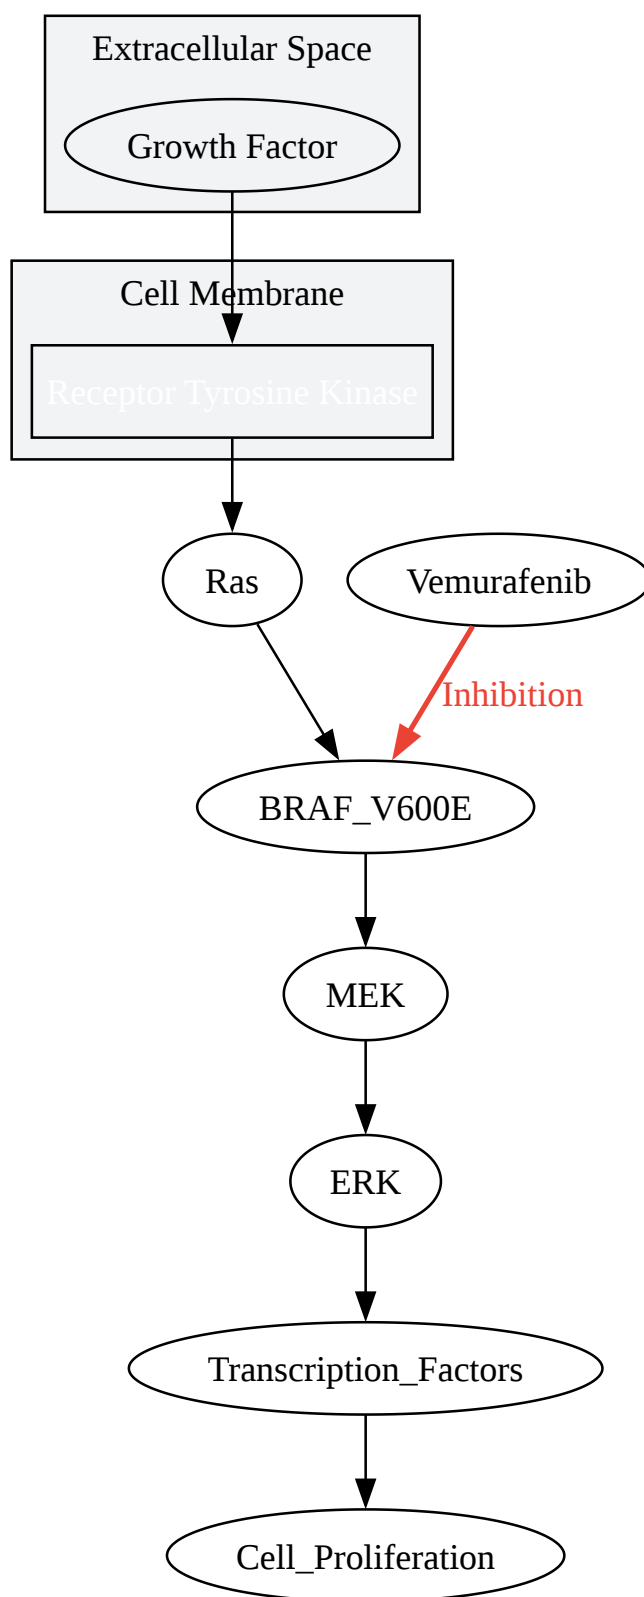 Extracellular Space
Growth Factor
Cell Membrane
Receptor Tyrosine Kinase
Ras
Vemurafenib
Inhibition
BRAF_V600E
MEK
ERK
Transcription_Factors
Cell_Proliferation